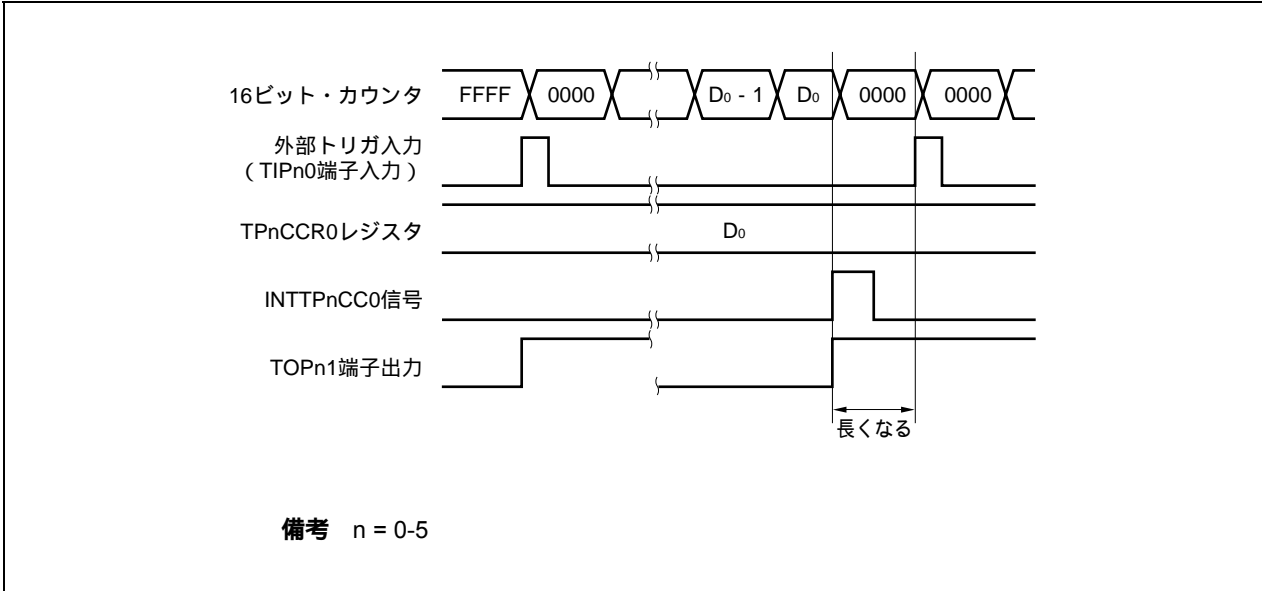 16ビット・カウンタ FFFF 0000 D0 - 1 D0 0000 0000
外部トリガ入力
（TIPn0端子入力）
TPnCCR0レジスタ D0
INTTPnCC0信号
TOPn1端子出力
長くなる
備考 n = 0-5